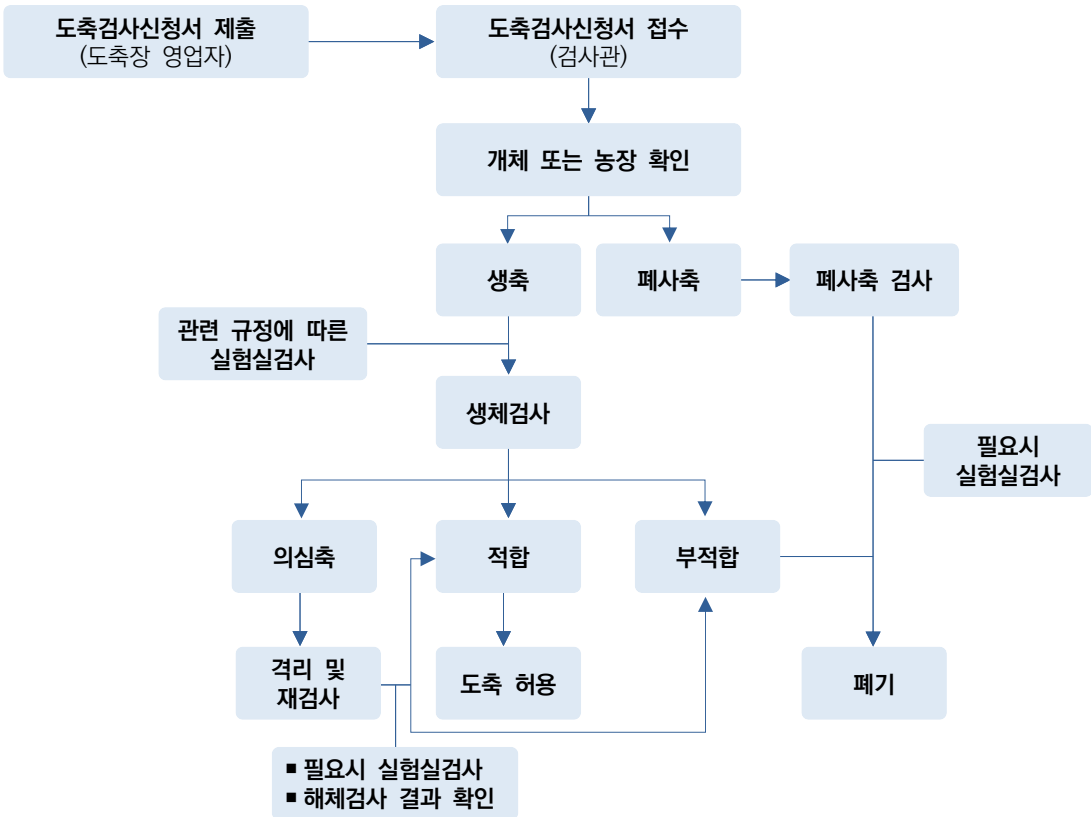 도축검사신청서 제출
(도축장 영업자)
도축검사신청서 접수
(검사관)
개체 또는 농장 확인
생축
폐사축
폐사축 검사
관련 규정에 따른
실험실검사
생체검사
필요시
실험실검사
의심축
적합
부적합
격리 및
재검사
도축 허용
폐기
▪ 필요시 실험실검사
▪ 해체검사 결과 확인